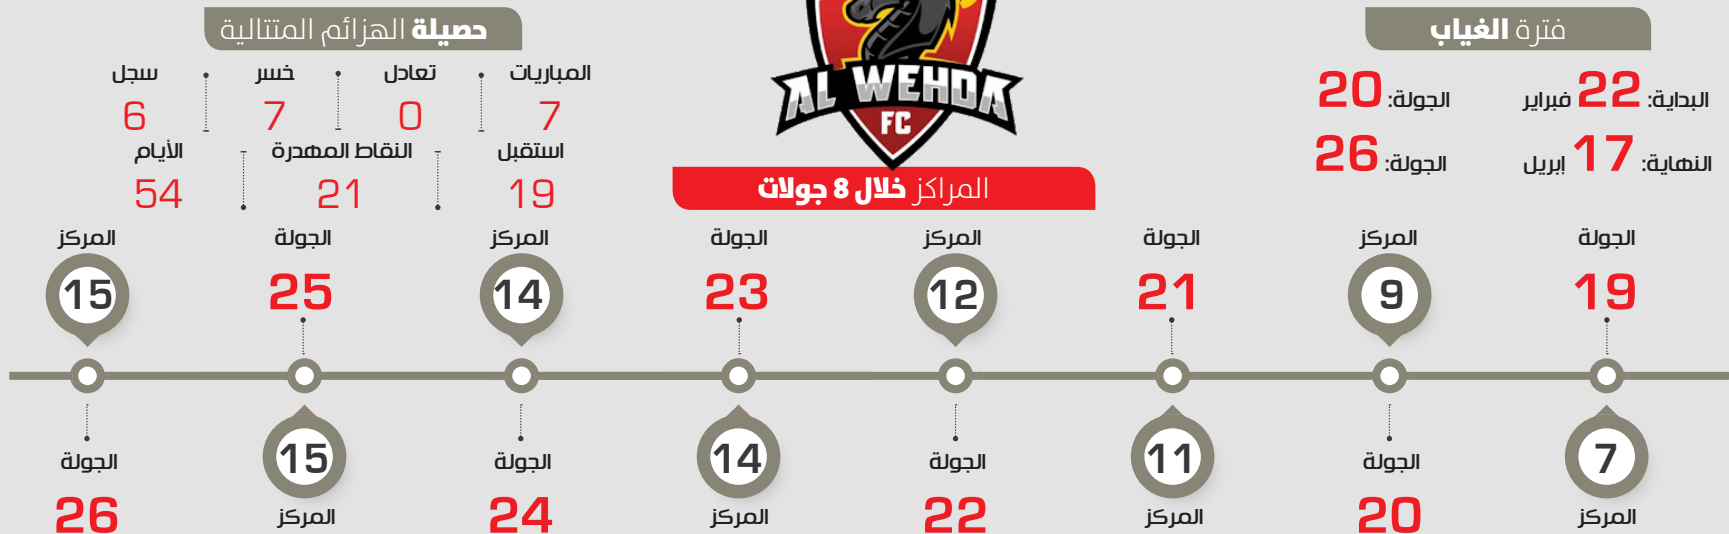 فترة الغياب
البداية: 22 فبراير الجولة: 20
النهاية: 17 إبريل الجولة: 26
AL WEHDA
FC
المراكز خلال 8 جولات
حصيلة الهزائم المتتالية
المباريات تعادل خسر سجل
7 0 7 6
استقبل النقاط المهدرة الأيام
19 21 54
الجولة المركز الجولة المركز الجولة المركز الجولة المركز
19 9 21 12 23 14 25 15
7 الجولة 11 الجولة 14 الجولة 15 الجولة
المركز 20 المركز 22 المركز 24 المركز 26